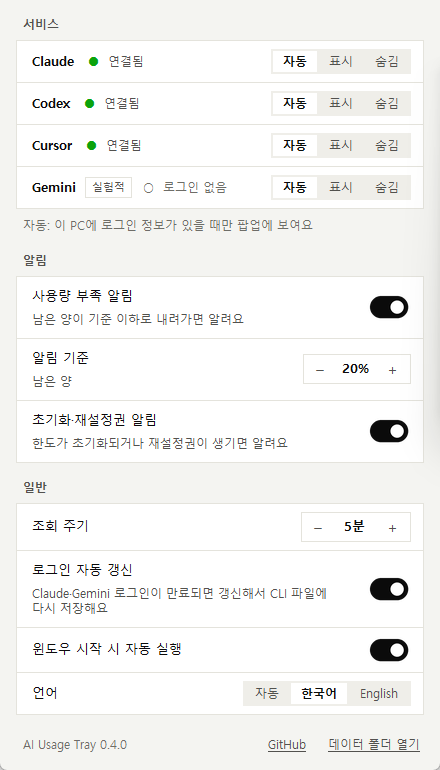 서비스
Claude 연결됨 자동 표시 숨김
Codex 연결됨 자동 표시 숨김
Cursor 연결됨 자동 표시 숨김
Gemini 실험적 로그인 없음 자동 표시 숨김
자동: 이 PC에 로그인 정보가 있을 때만 팝업에 보여요
알림
사용량 부족 알림
남은 양이 기준 이하로 내려가면 알려요
알림 기준
남은 양
− 20% +
초기화·재설정권 알림
한도가 초기화되거나 재설정권이 생기면 알려요
일반
조회 주기 − 5분 +
로그인 자동 갱신
Claude·Gemini 로그인이 만료되면 갱신해서 CLI 파일에
다시 저장해요
윈도우 시작 시 자동 실행
언어 자동 한국어 English
AI Usage Tray 0.4.0 GitHub 데이터 폴더 열기